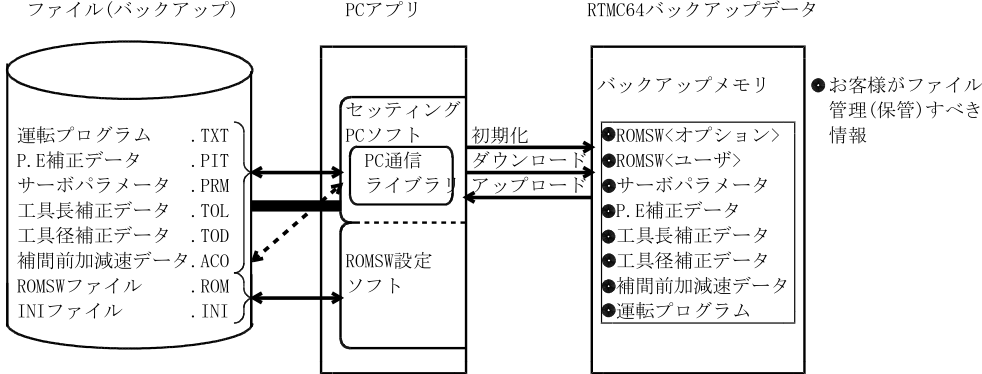 ファイル(バックアップ)
運転プログラム .TXT
P.E補正データ .PIT
サーボパラメータ .PRM
工具長補正データ .TOL
工具径補正データ .TOD
補間前加減速データ.ACO
ROMSWファイル .ROM
INIファイル .INI
PCアプリ
セッティング
PCソフト
PC通信
ライブラリ
ROMSW設定
ソフト
初期化
ダウンロード
アップロード
RTMC64バックアップデータ
バックアップメモリ
●ROMSW<オプション>
●ROMSW<ユーザ>
●サーボパラメータ
●P.E補正データ
●工具長補正データ
●工具径補正データ
●補間前加減速データ
●運転プログラム
●お客様がファイル
管理(保管)すべき
情報